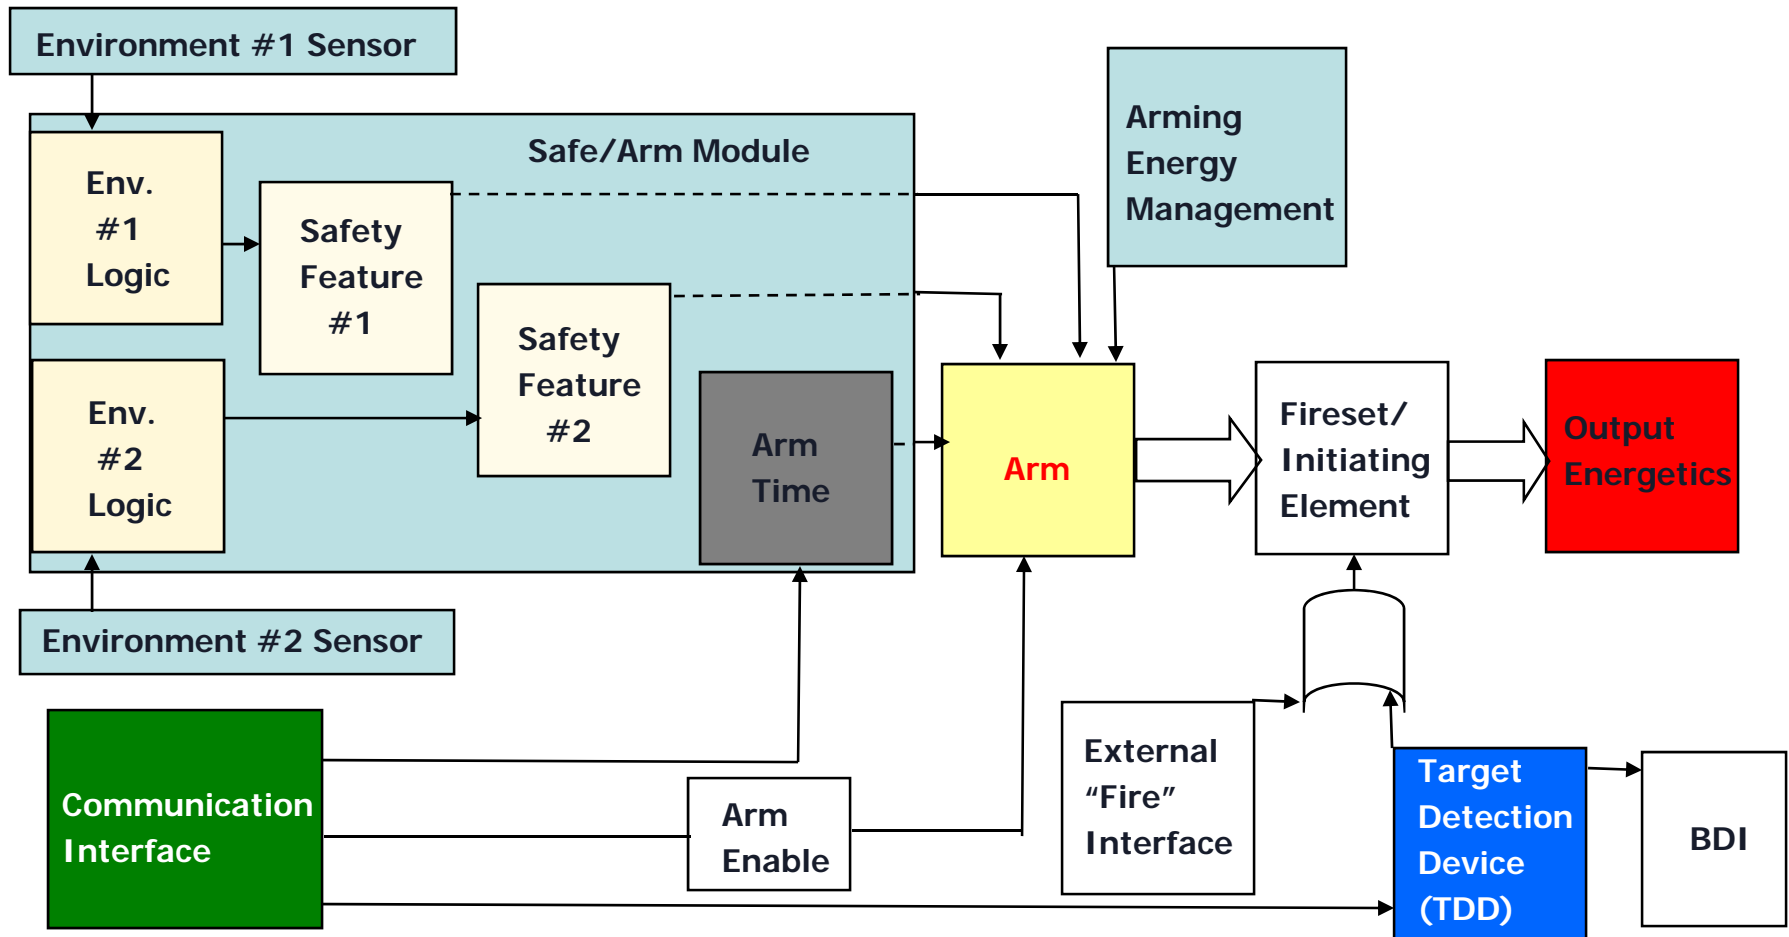 Environment #1 Sensor
Safe/Arm Module
Env.
#1
Logic
Safety
Feature
#1
Arming
Energy
Management
Env.
#2
Logic
Safety
Feature
#2
Arm
Time
Arm
Fireset/
Initiating
Element
Output
Energetics
Environment #2 Sensor
Communication
Interface
Arm
Enable
External
“Fire”
Interface
Target
Detection
Device
(TDD)
BDI